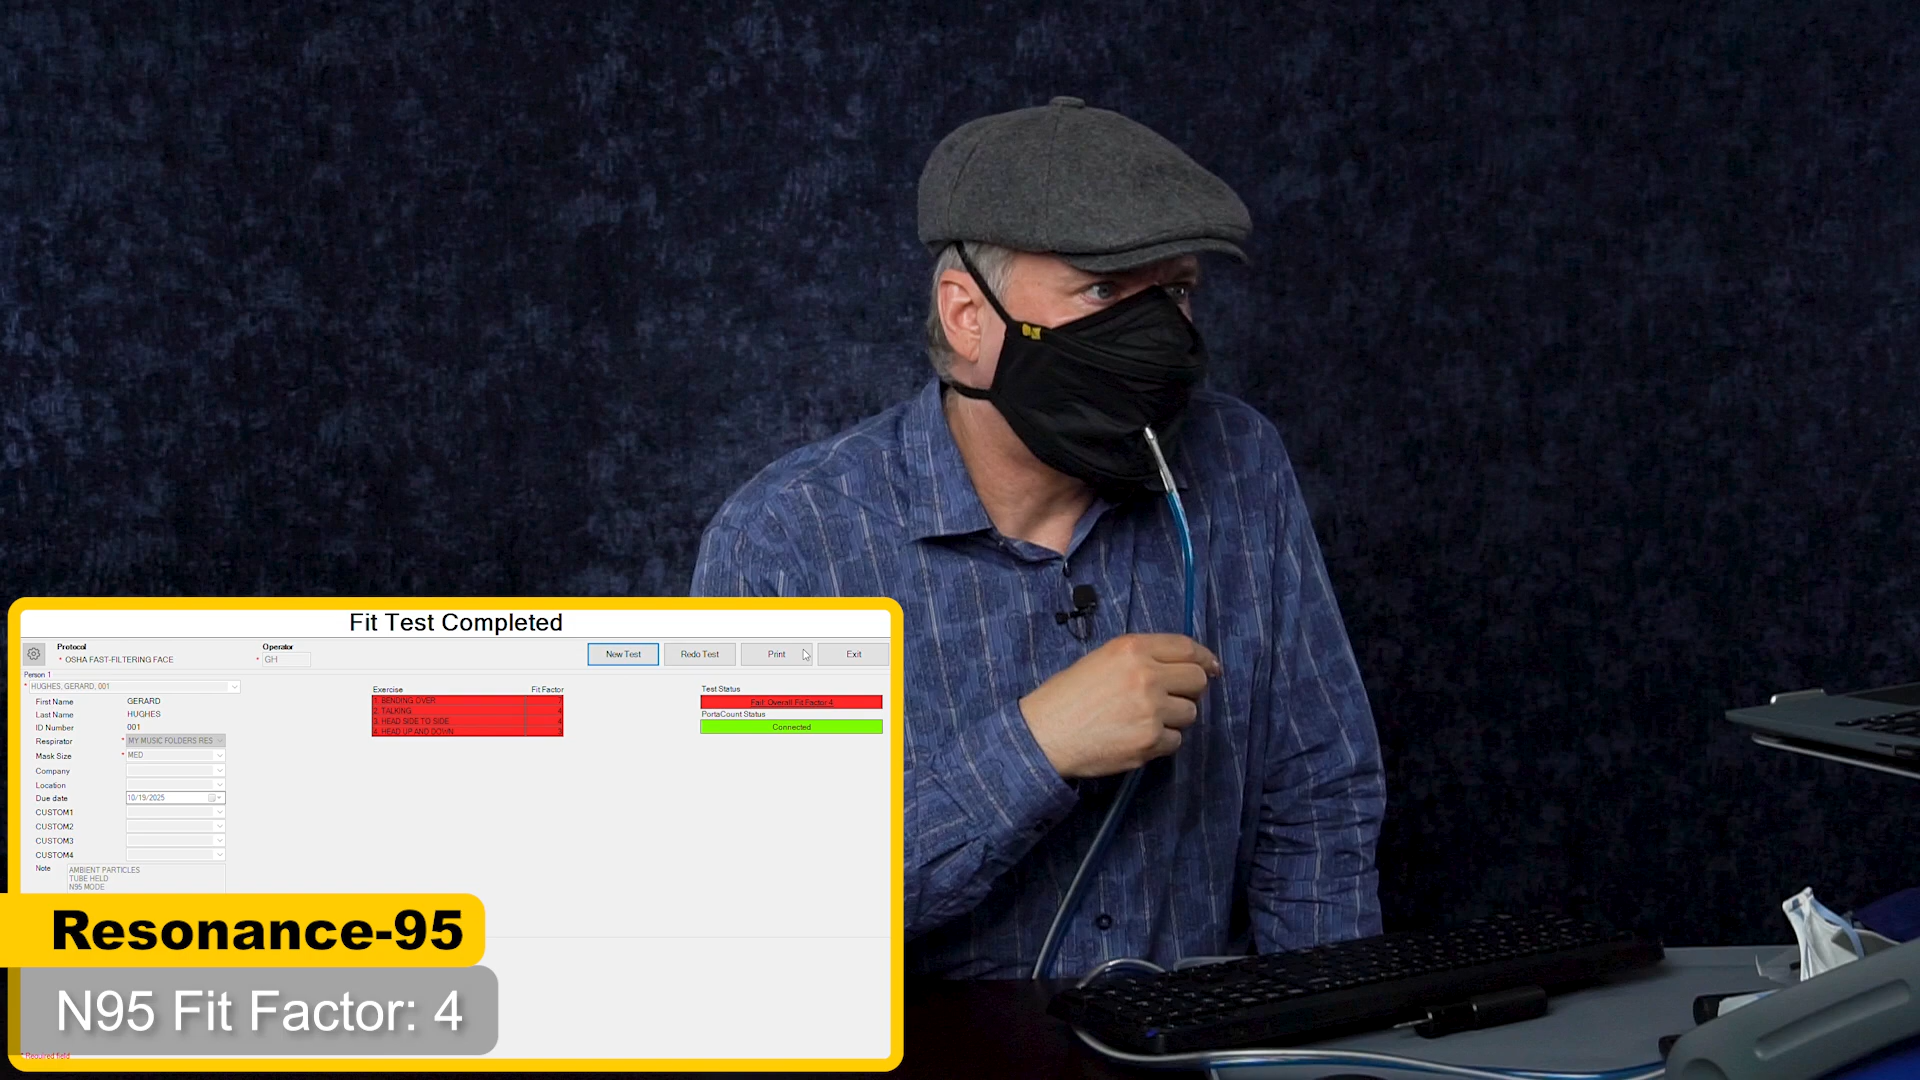 Fit Test Completed
Protocol
* OSHA FAST-FILTERING FACE
Operator
* GH
New Test
Redo Test
Print
Exit
Person 1
* HUGHES, GERARD, 001
First Name GERARD
Last Name HUGHES
ID Number 001
Respirator * MY MUSIC FOLDERS RES
Mask Size * MED
Company
Location
Due date 10/19/2025
CUSTOM1
CUSTOM2
CUSTOM3
CUSTOM4
Note AMBIENT PARTICLES
TUBE HELD
N95 MODE
Exercise Fit Factor
1. BENDING OVER
2. TALKING 4
3. HEAD SIDE TO SIDE 4
4. HEAD UP AND DOWN
Test Status
Fail: Overall Fit Factor 4
PortaCount Status
Connected
Resonance-95
N95 Fit Factor: 4
* Required field